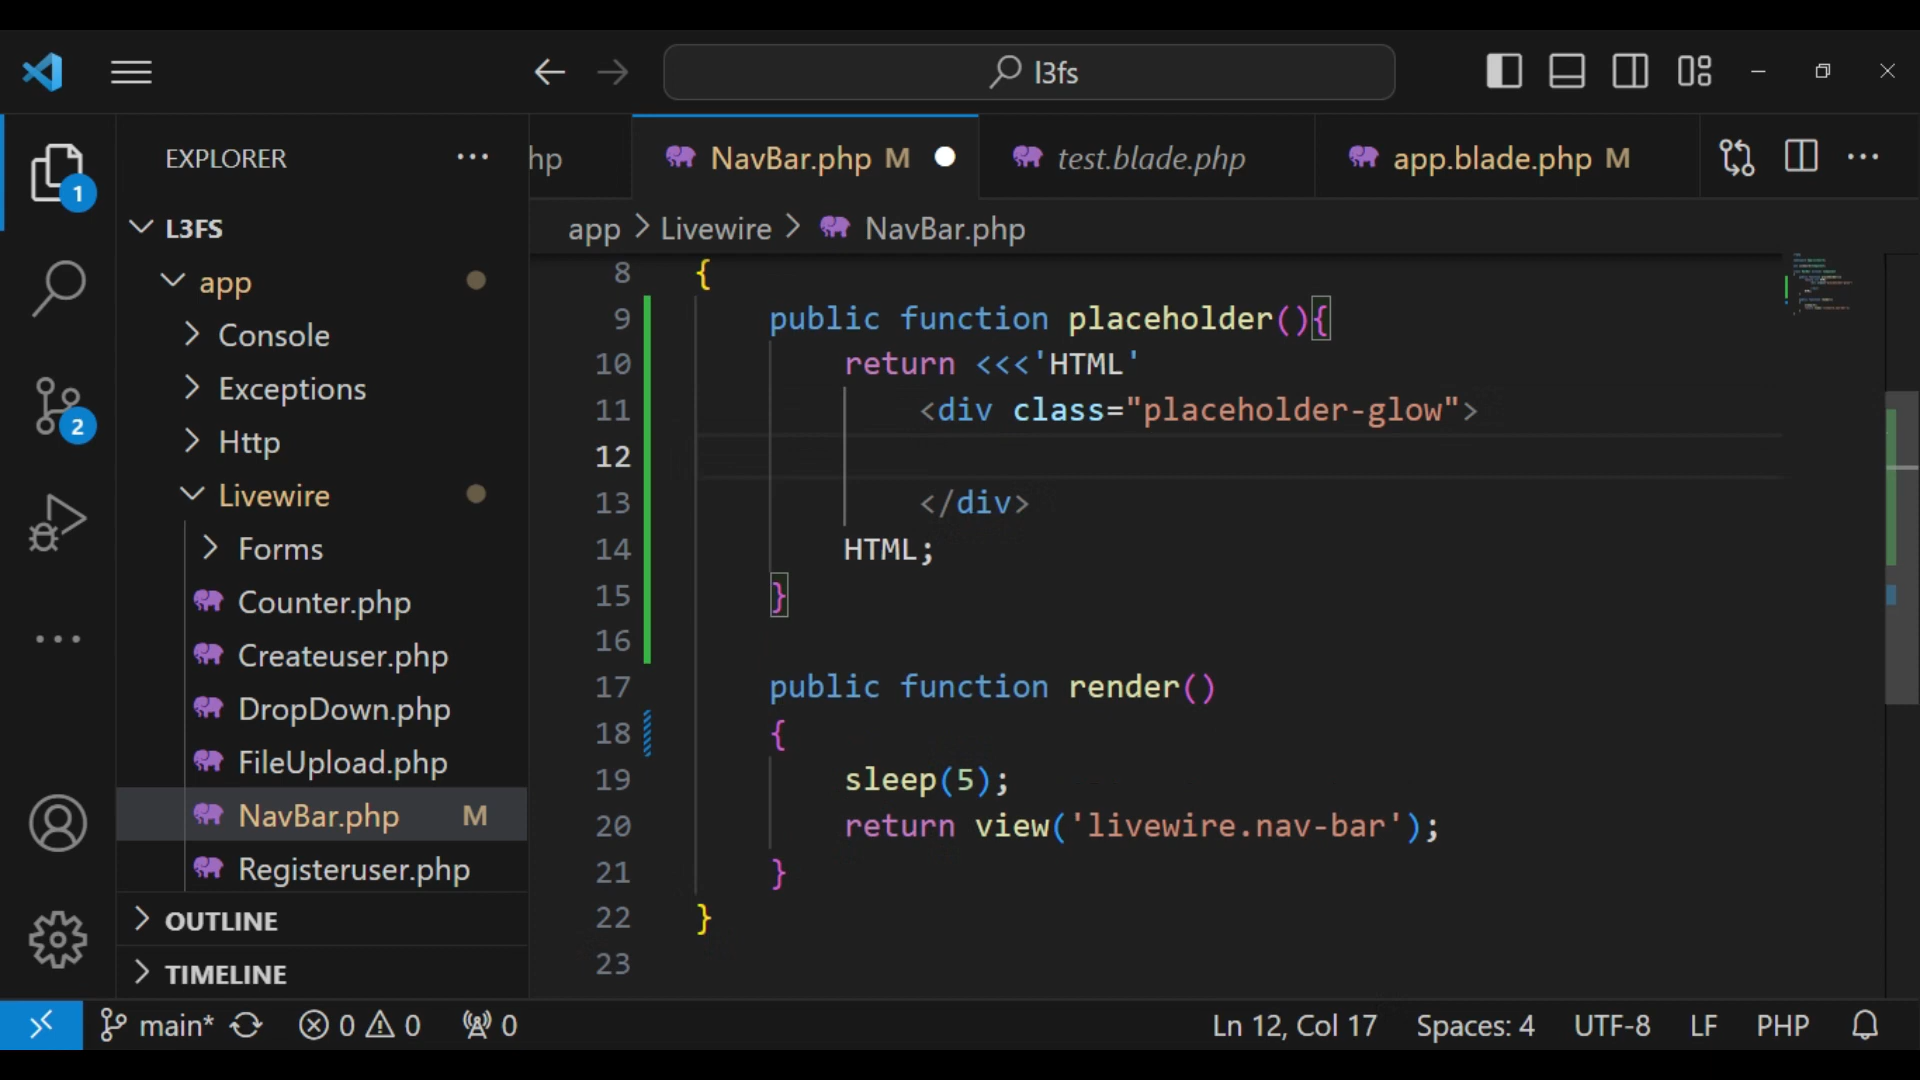 l3fs
EXPLORER
hp
NavBar.php M
test.blade.php
app.blade.php M
1
L3FS
app > Livewire > NavBar.php
app
Console
Exceptions
Http
2
Livewire
Forms
Counter.php
Createuser.php
DropDown.php
FileUpload.php
NavBar.php M
Registeruser.php
OUTLINE
TIMELINE
8 {
9 public function placeholder(){
10 return <<<'HTML'
11 <div class="placeholder-glow">
12
13 </div>
14 HTML;
15 }
16
17 public function render()
18 {
19 sleep(5);
20 return view('livewire.nav-bar');
21 }
22 }
23
main* 0 0 0 Ln 12, Col 17 Spaces: 4 UTF-8 LF PHP